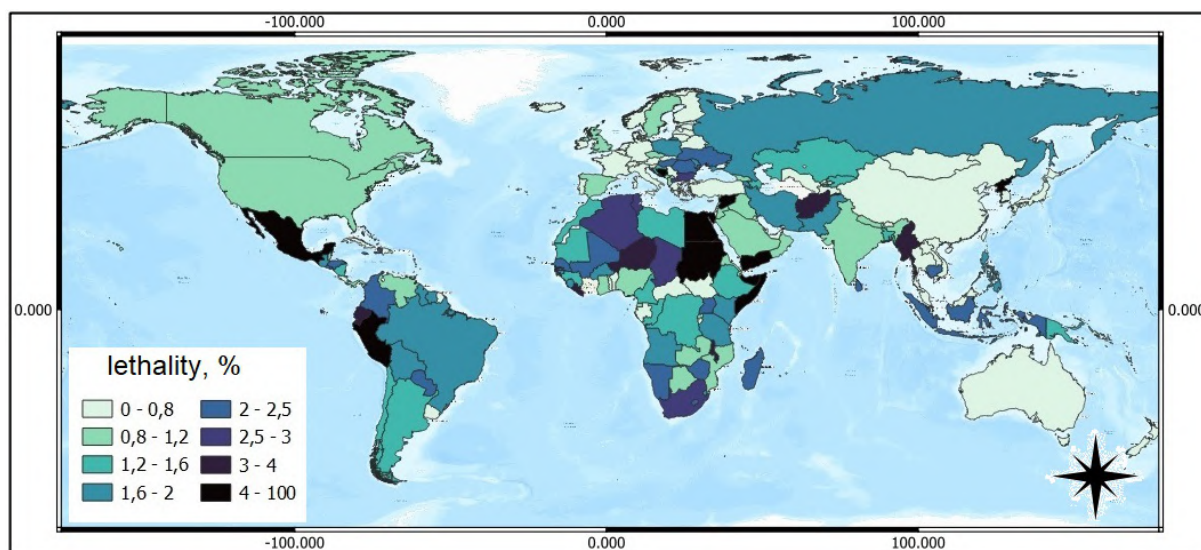 -100.000 0.000 100.000
0.000 0.000
lethality, %
0 - 0,8 2 - 2,5
0,8 - 1,2 2,5 - 3
1,2 - 1,6 3 - 4
1,6 - 2 4 - 100
-100.000 0.000 100.000